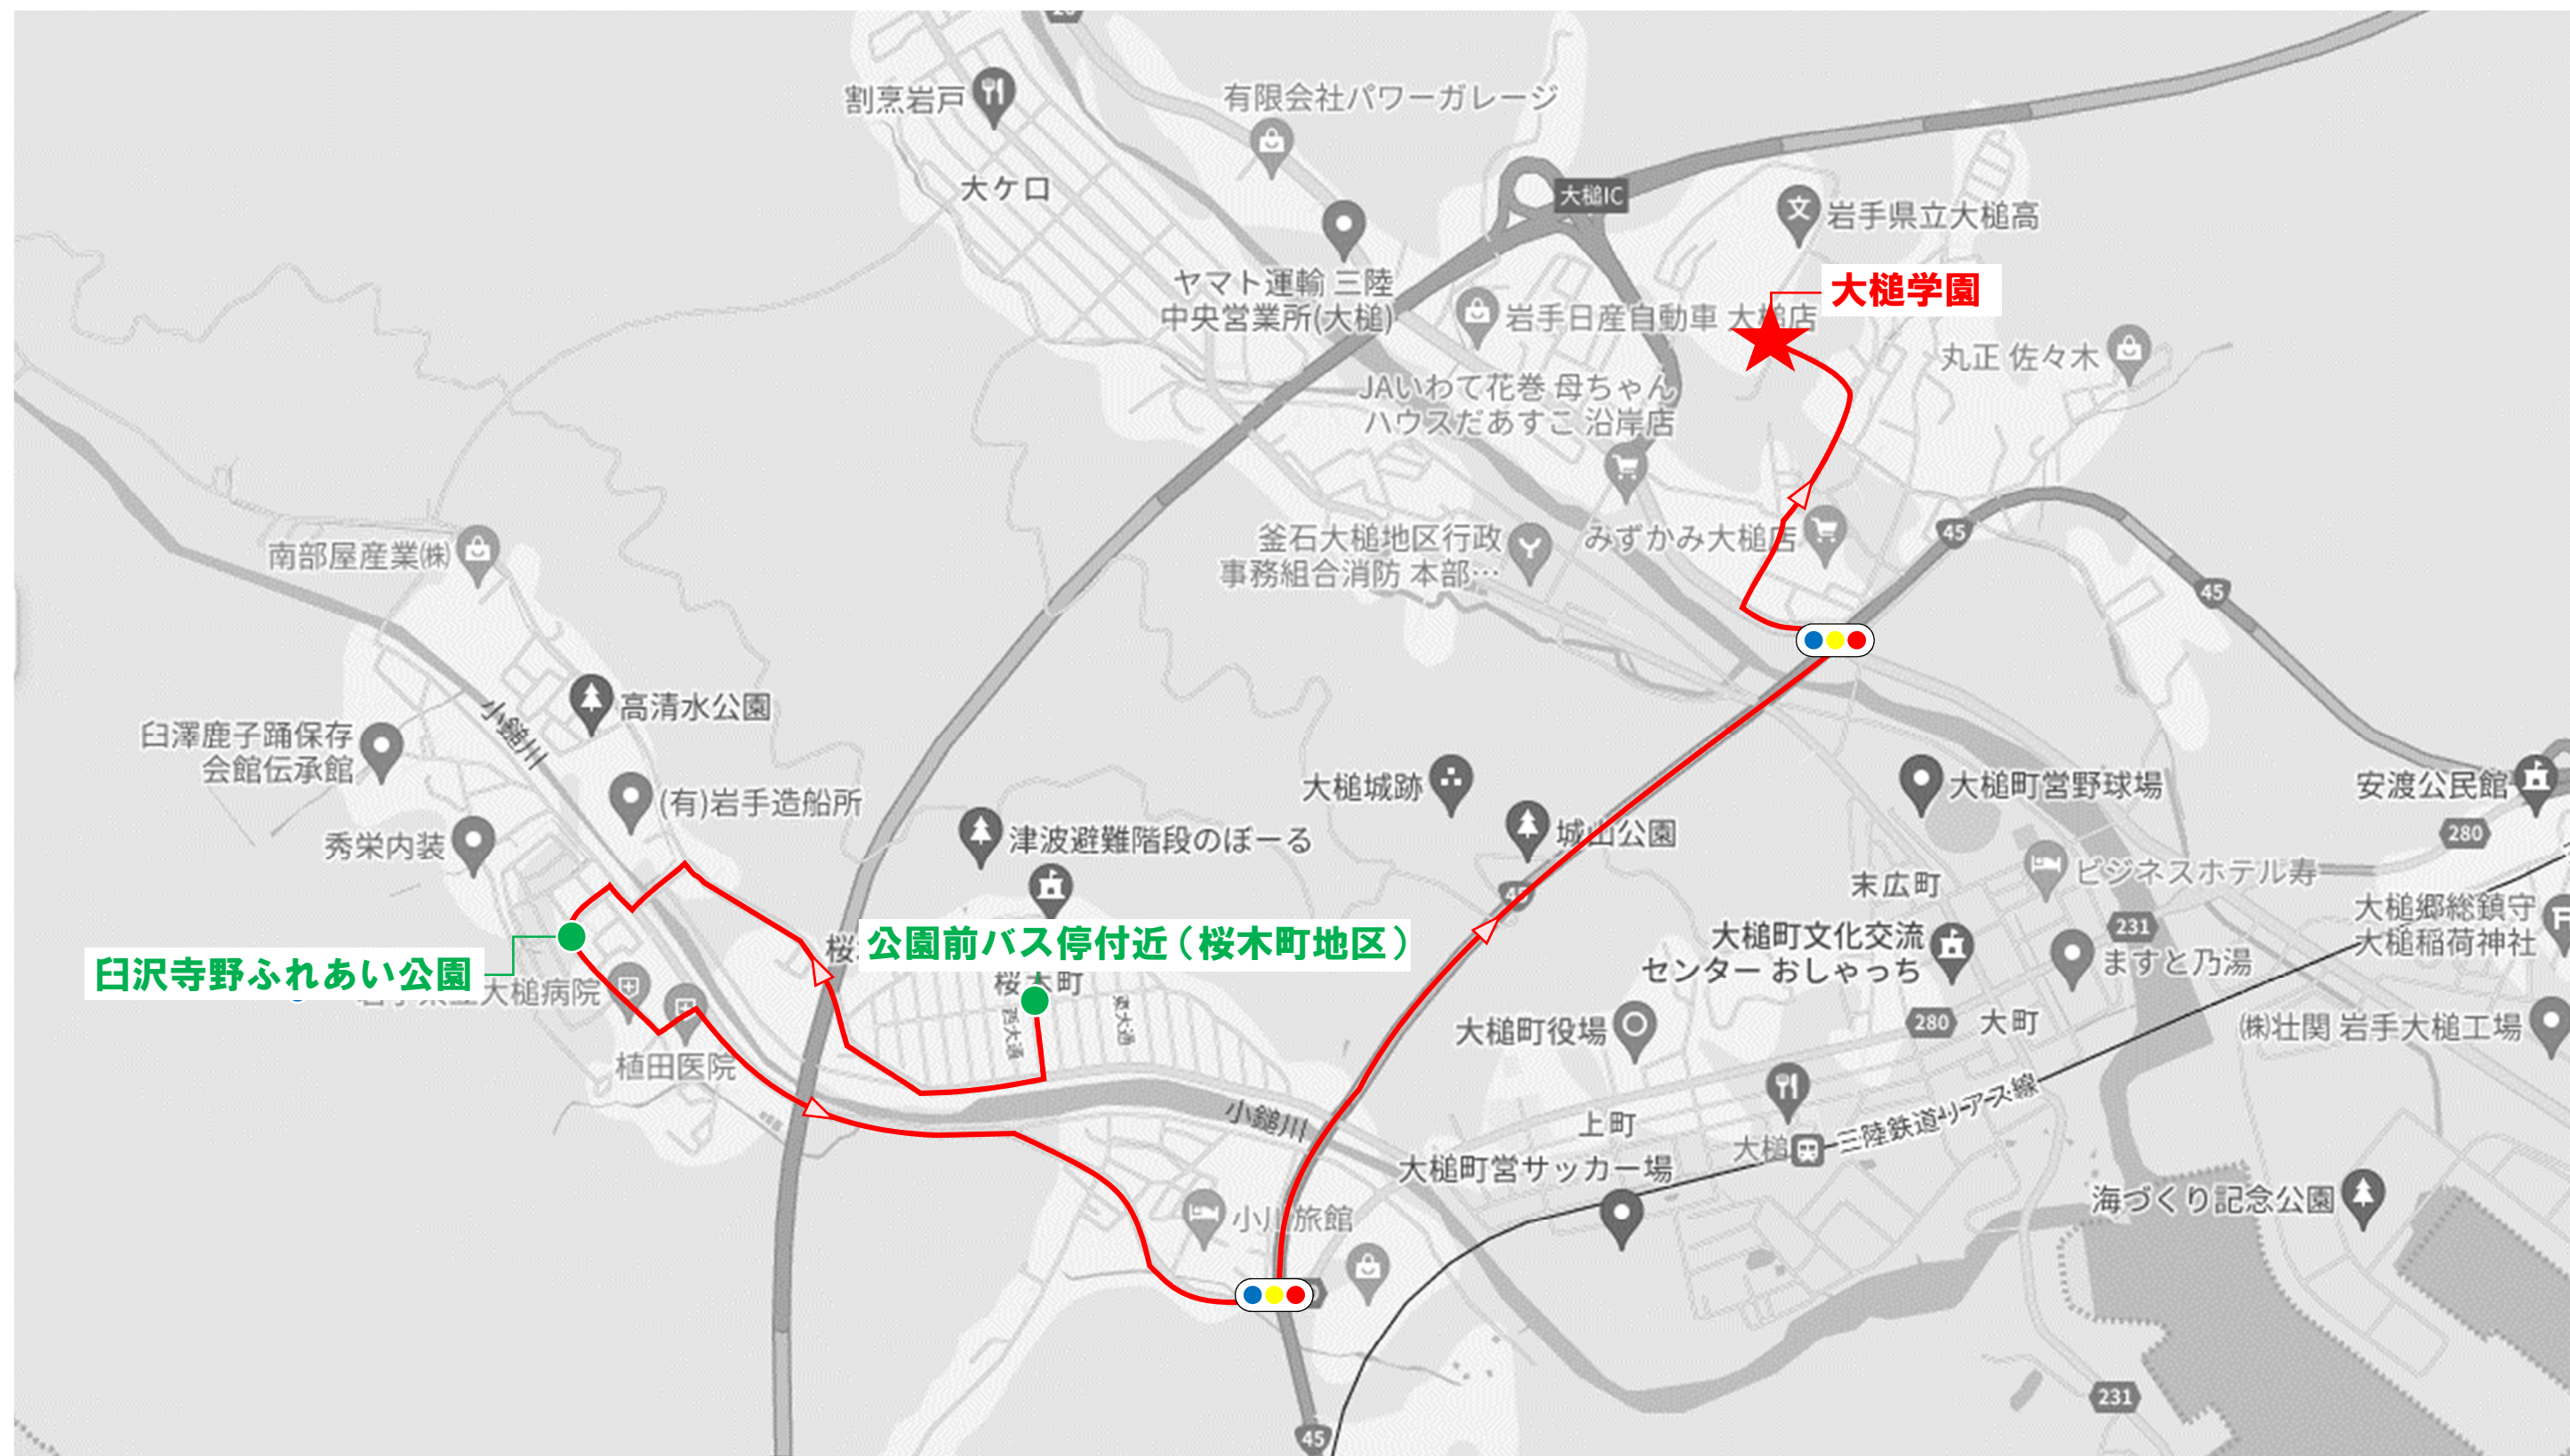 割烹岩戸
有限会社パワーガレージ
大ケ口
大槌IC
岩手県立大槌高
ヤマト運輸 三陸
中央営業所(大槌)
大槌学園
岩手日産自動車 大槌店
丸正 佐々木
JAいわて花巻 母ちゃん
ハウスだあすこ 沿岸店
南部屋産業㈱
釜石大槌地区行政
事務組合消防 本部…
みずかみ大槌店
45
45
高清水公園
小鎚川
臼澤鹿子踊保存
会館伝承館
(有)岩手造船所
秀栄内装
津波避難階段のぼーる
大槌城跡
城山公園
45
大槌町営野球場
安渡公民館
280
ビジネスホテル寿
末広町
大槌郷総鎮守
大槌稲荷神社
231
公園前バス停付近（桜木町地区）
大槌町文化交流
センター おしゃっち
ますと乃湯
臼沢寺野ふれあい公園
岩手県立大槌病院
桜木町
西大通
東大通
大槌町役場
280
大町
㈱壮関 岩手大槌工場
植田医院
小鎚川
上町
大槌
三陸鉄道リアス線
大槌町営サッカー場
海づくり記念公園
小川旅館
231
45